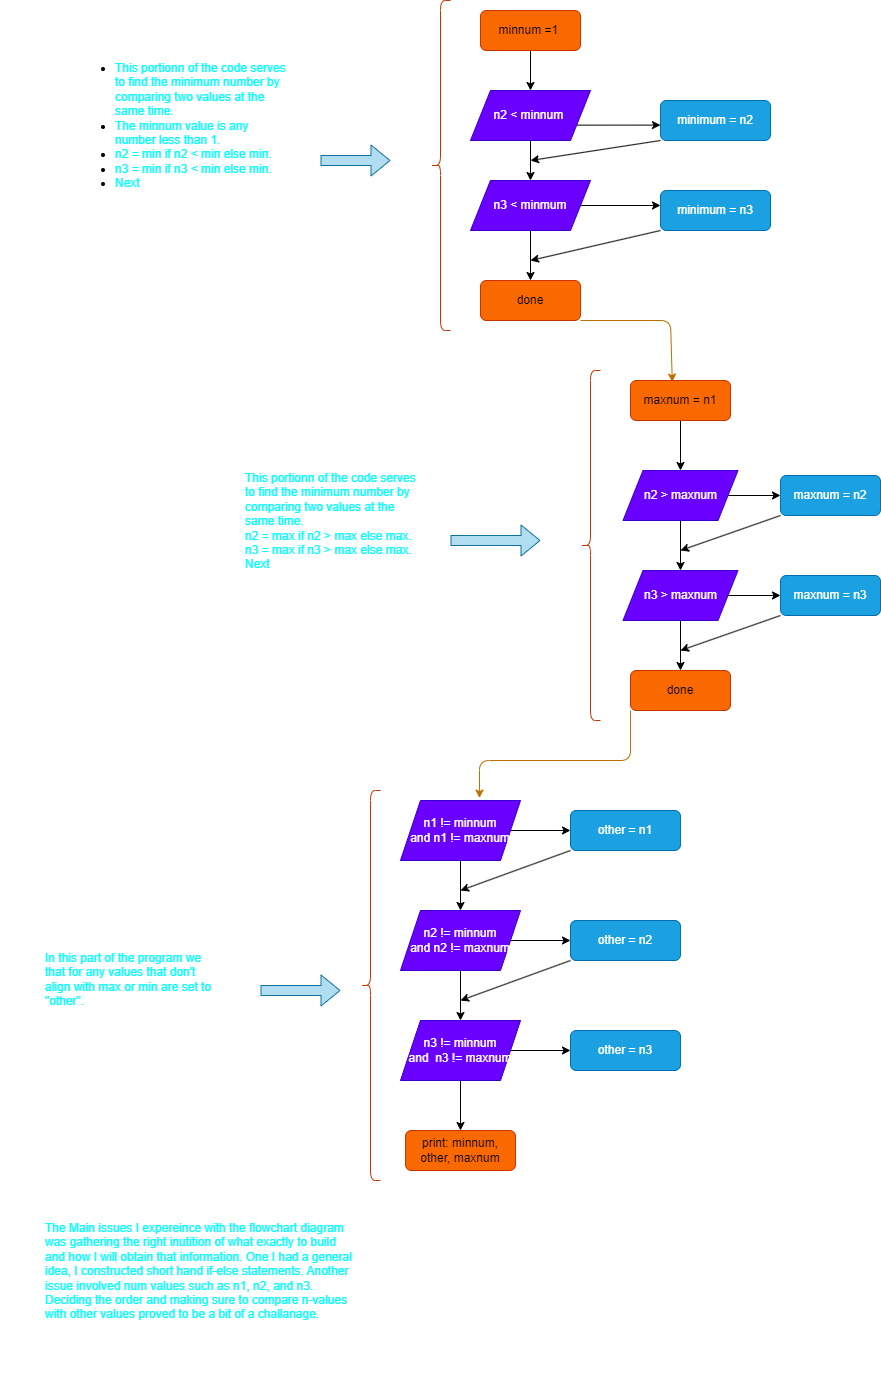 minnum =1
This portionn of the code serves
to find the minimum number by
comparing two values at the
same time.
The minnum value is any
number less than 1.
n2 = min if n2 < min else min.
n3 = min if n3 < min else min.
Next
n2 < minnum
minimum = n2
n3 < minmum
minimum = n3
done
maxnum = n1
This portionn of the code serves
to find the minimum number by
comparing two values at the
same time.
n2 = max if n2 > max else max.
n3 = max if n3 > max else max.
Next
n2 > maxnum
maxnum = n2
n3 > maxnum
maxnum = n3
done
n1 != minnum
and n1 != maxnum
other = n1
n2 != minnum
and n2 != maxnum
other = n2
In this part of the program we
that for any values that don't
align with max or min are set to
"other".
n3 != minnum
and n3 != maxnum
other = n3
print: minnum,
other, maxnum
The Main issues I expereince with the flowchart diagram
was gathering the right inutition of what exactly to build
and how I will obtain that information. One I had a general
idea, I constructed short hand if-else statements. Another
issue involved num values such as n1, n2, and n3.
Deciding the order and making sure to compare n-values
with other values proved to be a bit of a challanage.